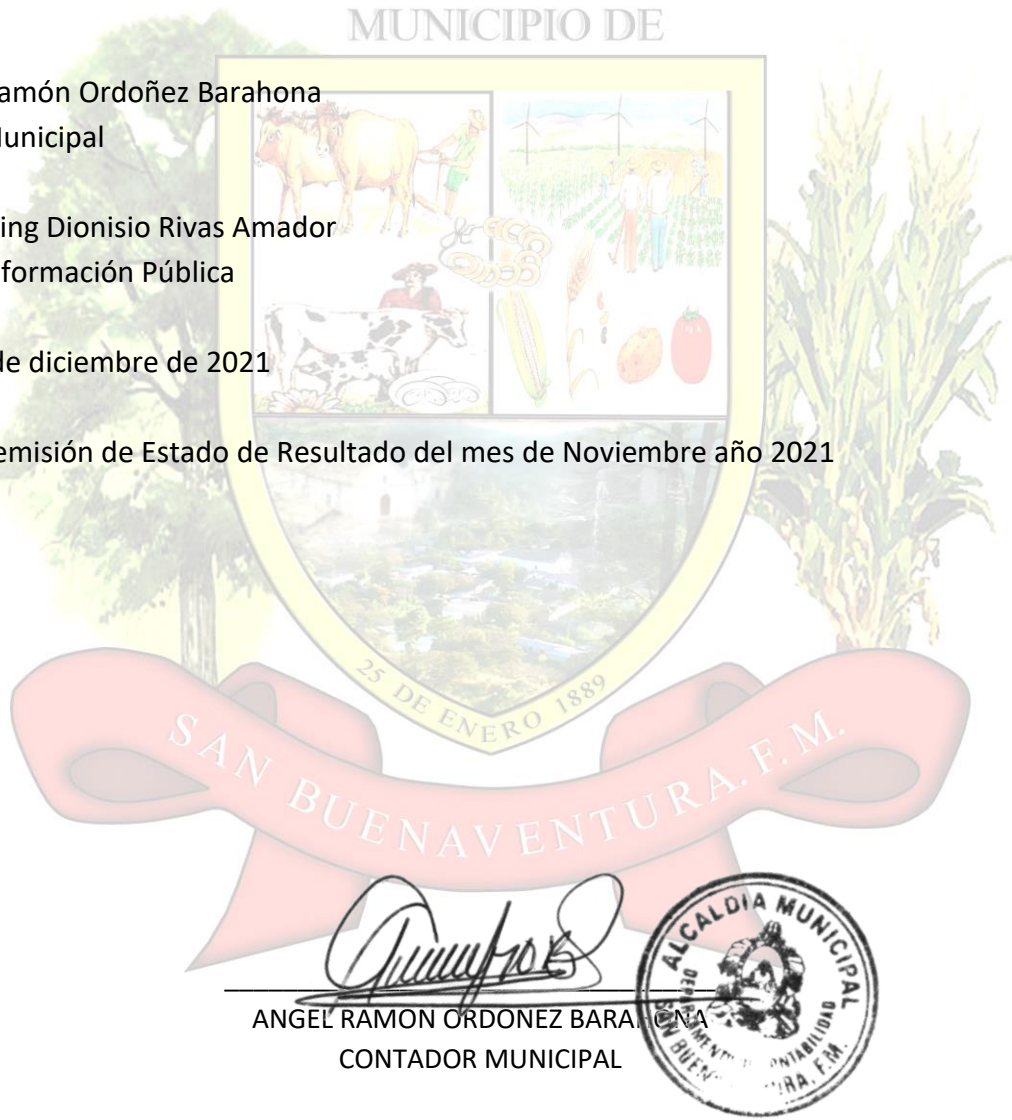 MUNICIPIO DE
amón Ordoñez Barahona
unicipal
ing Dionisio Rivas Amador
formación Pública
de diciembre de 2021
emisión de Estado de Resultado del mes de Noviembre año 2021
25 DE ENERO 1889
SAN BUENAVENTURA. F. M.
ANGEL RAMON ORDONEZ BARAHONA
CONTADOR MUNICIPAL
ALCALDIA MUNICIPAL